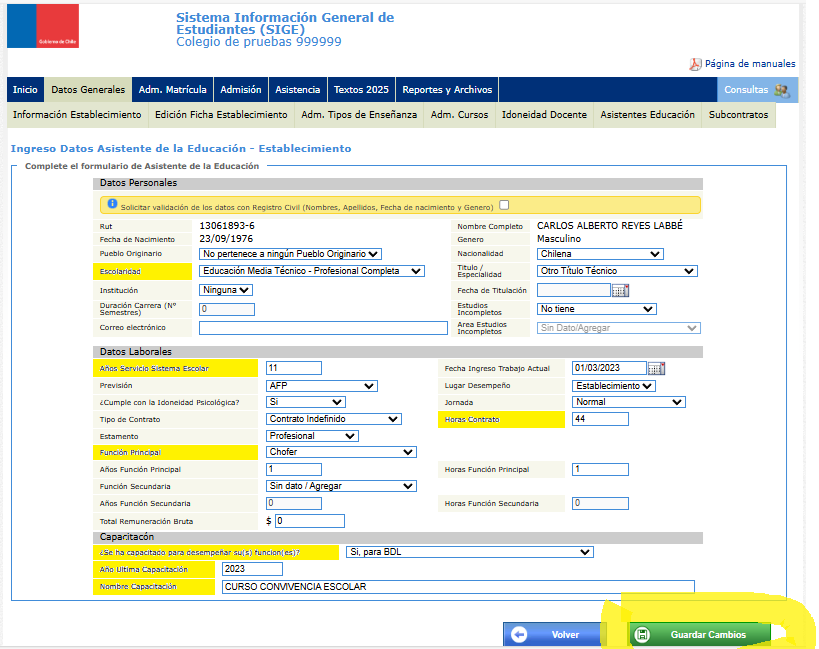 Gobierno de Chile
Sistema Información General de
Estudiantes (SIGE)
Colegio de pruebas 999999
Página de manuales
Inicio Datos Generales Adm. Matrícula Admisión Asistencia Textos 2025 Reportes y Archivos Consultas
Información Establecimiento Edición Ficha Establecimiento Adm. Tipos de Enseñanza Adm. Cursos Idoneidad Docente Asistentes Educación Subcontratos
Ingreso Datos Asistente de la Educación - Establecimiento
Complete el formulario de Asistente de la Educación
Datos Personales
Solicitar validación de los datos con Registro Civil (Nombres, Apellidos, Fecha de nacimiento y Genero)
Rut 13061893-6 Nombre Completo CARLOS ALBERTO REYES LABBÉ
Fecha de Nacimiento 23/09/1976 Genero Masculino
Pueblo Originario No pertenece a ningún Pueblo Originario Nacionalidad Chilena
Escolaridad Educación Media Técnico - Profesional Completa Titulo / Especialidad Otro Título Técnico
Institución Ninguna Fecha de Titulación
Duración Carrera (N° Semestres) 0 Estudios Incompletos No tiene
Correo electrónico Area Estudios Incompletos Sin Dato/Agregar
Datos Laborales
Años Servicio Sistema Escolar 11 Fecha Ingreso Trabajo Actual 01/03/2023
Previsión AFP Lugar Desempeño Establecimiento
¿Cumple con la Idoneidad Psicológica? Si Jornada Normal
Tipo de Contrato Contrato Indefinido Horas Contrato 44
Estamento Profesional
Función Principal Chofer
Años Función Principal 1 Horas Función Principal 1
Función Secundaria Sin dato / Agregar
Años Función Secundaria 0 Horas Función Secundaria 0
Total Remuneración Bruta $ 0
Capacitacón
¿Se ha capacitado para desempeñar su(s) funcion(es)? Si, para BDL
Año Ultima Capacitación 2023
Nombre Capacitación CURSO CONVIVENCIA ESCOLAR
Volver Guardar Cambios